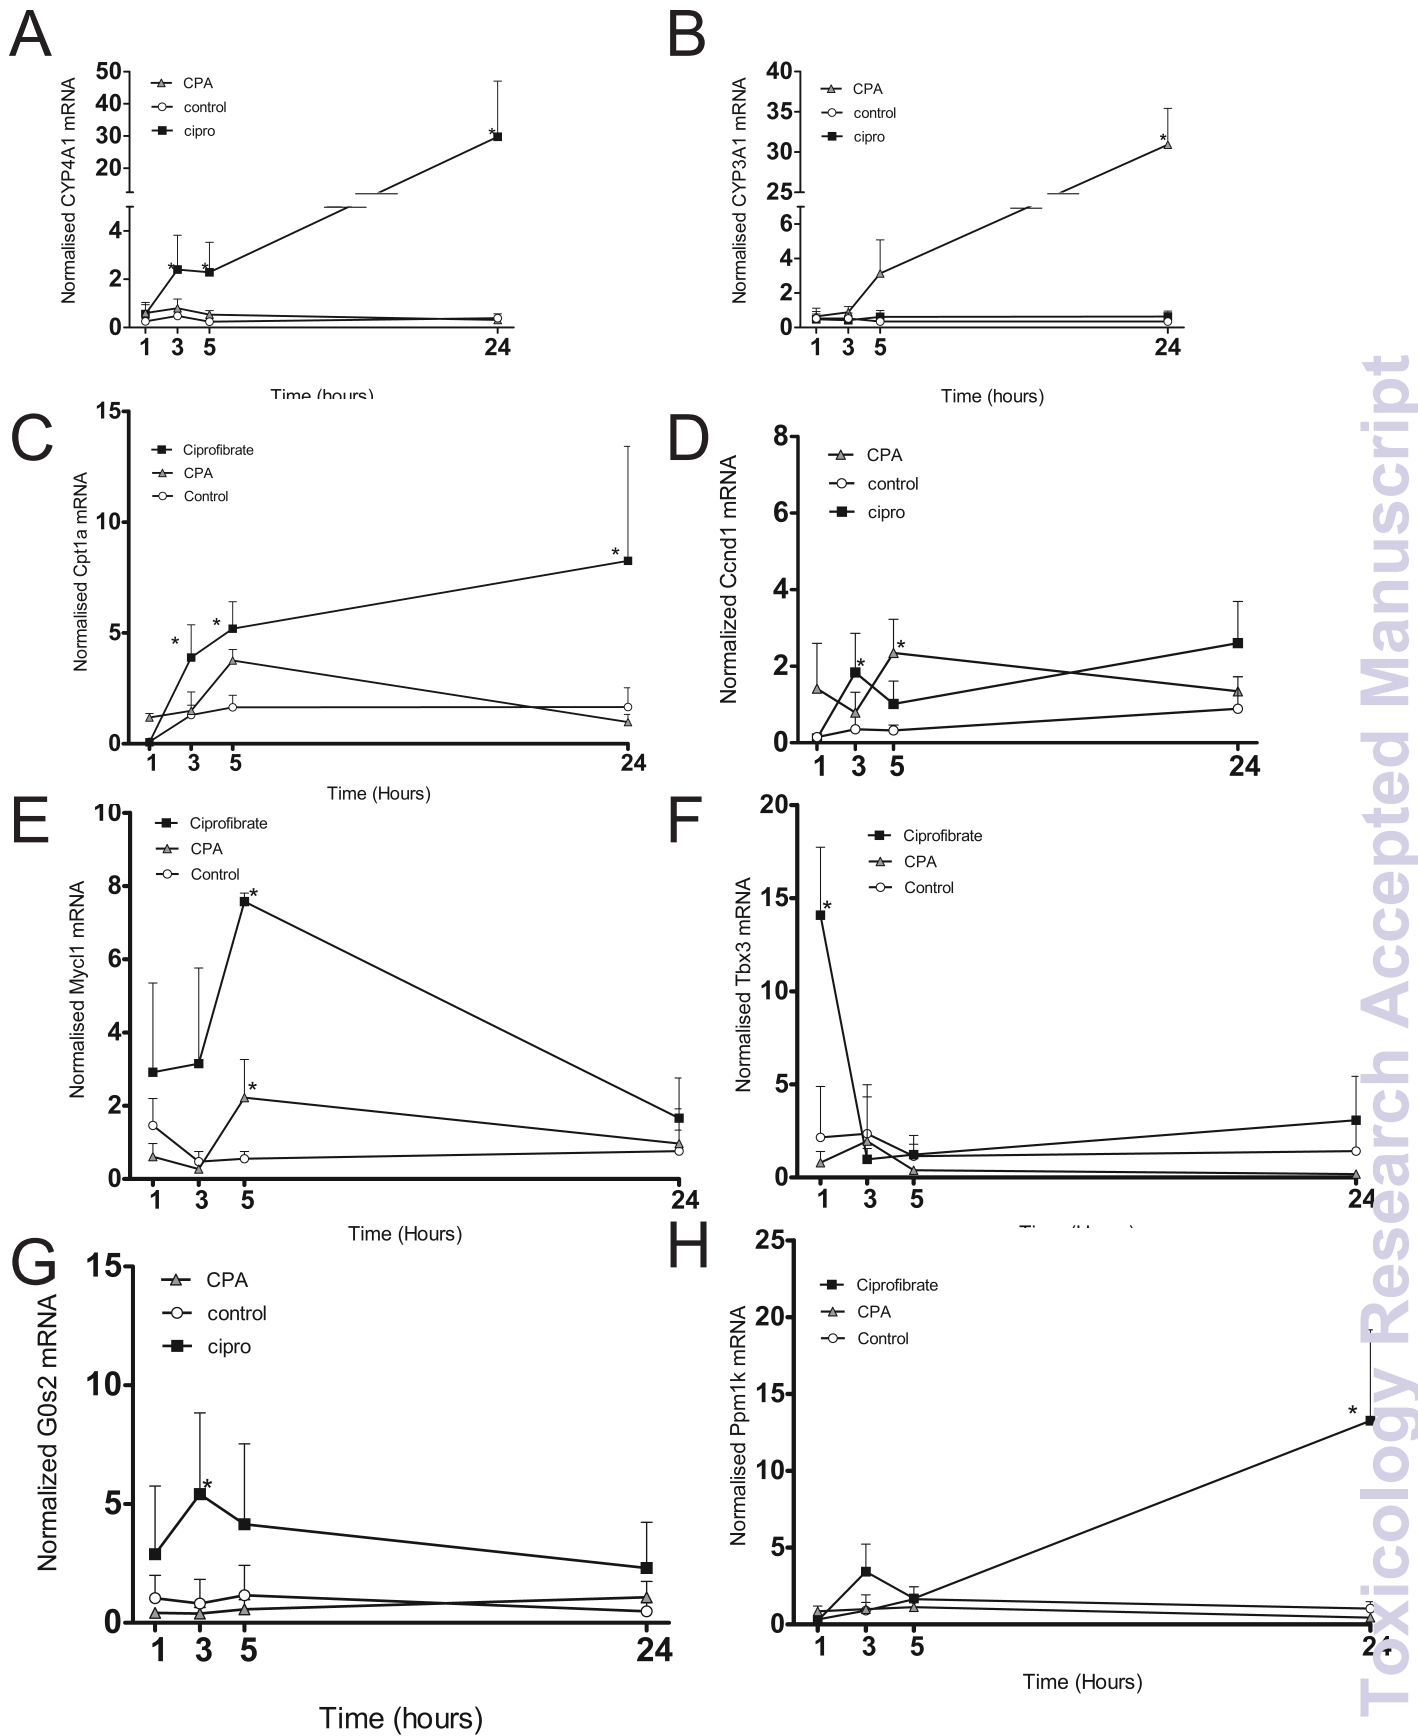 A
50
40
30
20
4
2
0
Normalised CYP4A1 mRNA
CPA
control
cipro
*
*
*
1 3 5 24
Time (hours)
B
40
35
30
25
6
4
2
0
Normalised CYP3A1 mRNA
CPA
control
cipro
*
1 3 5 24
Time (hours)
C
15
10
5
0
Normalised Cpt1a mRNA
Ciprofibrate
CPA
Control
*
*
*
1 3 5 24
Time (Hours)
D
8
6
4
2
0
Normalized Ccnd1 mRNA
CPA
control
cipro
*
*
1 3 5 24
E
10
8
6
4
2
0
Normalised Mycl1 mRNA
Ciprofibrate
CPA
Control
*
*
1 3 5 24
Time (Hours)
F
20
15
10
5
0
Normalised Tbx3 mRNA
Ciprofibrate
CPA
Control
*
1 3 5 24
G
15
10
5
0
Normalized G0s2 mRNA
CPA
control
cipro
*
1 3 5 24
Time (hours)
H
25
20
15
10
5
0
Normalised Ppm1k mRNA
Ciprofibrate
CPA
Control
*
1 3 5 24
Time (Hours)
Toxicology Research Accepted Manuscript